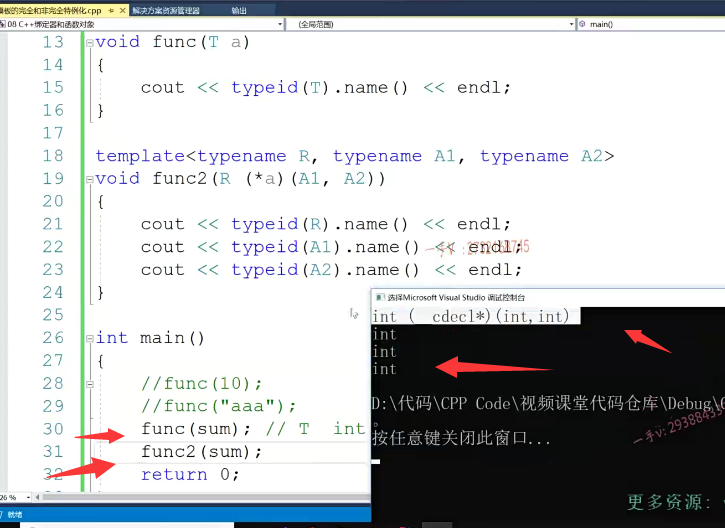 模板的完全和非完全特例化.cpp 解决方案资源管理器 输出
08 C++绑定器和函数对象 (全局范围) main()
13 void func(T a)
14 {
15 cout << typeid(T).name() << endl;
16 }
17
18 template<typename R, typename A1, typename A2>
19 void func2(R (*a)(A1, A2))
20 {
21 cout << typeid(R).name() << endl;
22 cout << typeid(A1).name() << endl;
23 cout << typeid(A2).name() << endl;
24 }
25
26 int main()
27 {
28 //func(10);
29 //func("aaa");
30 func(sum); // T int
31 func2(sum);
32 return 0;
选择Microsoft Visual Studio 调试控制台
int (__cdecl*)(int,int)
int
int
int
D:\代码\CPP Code\视频课堂代码仓库\Debug\
。
按任意键关闭此窗口...
26 %
就绪
更多资源: